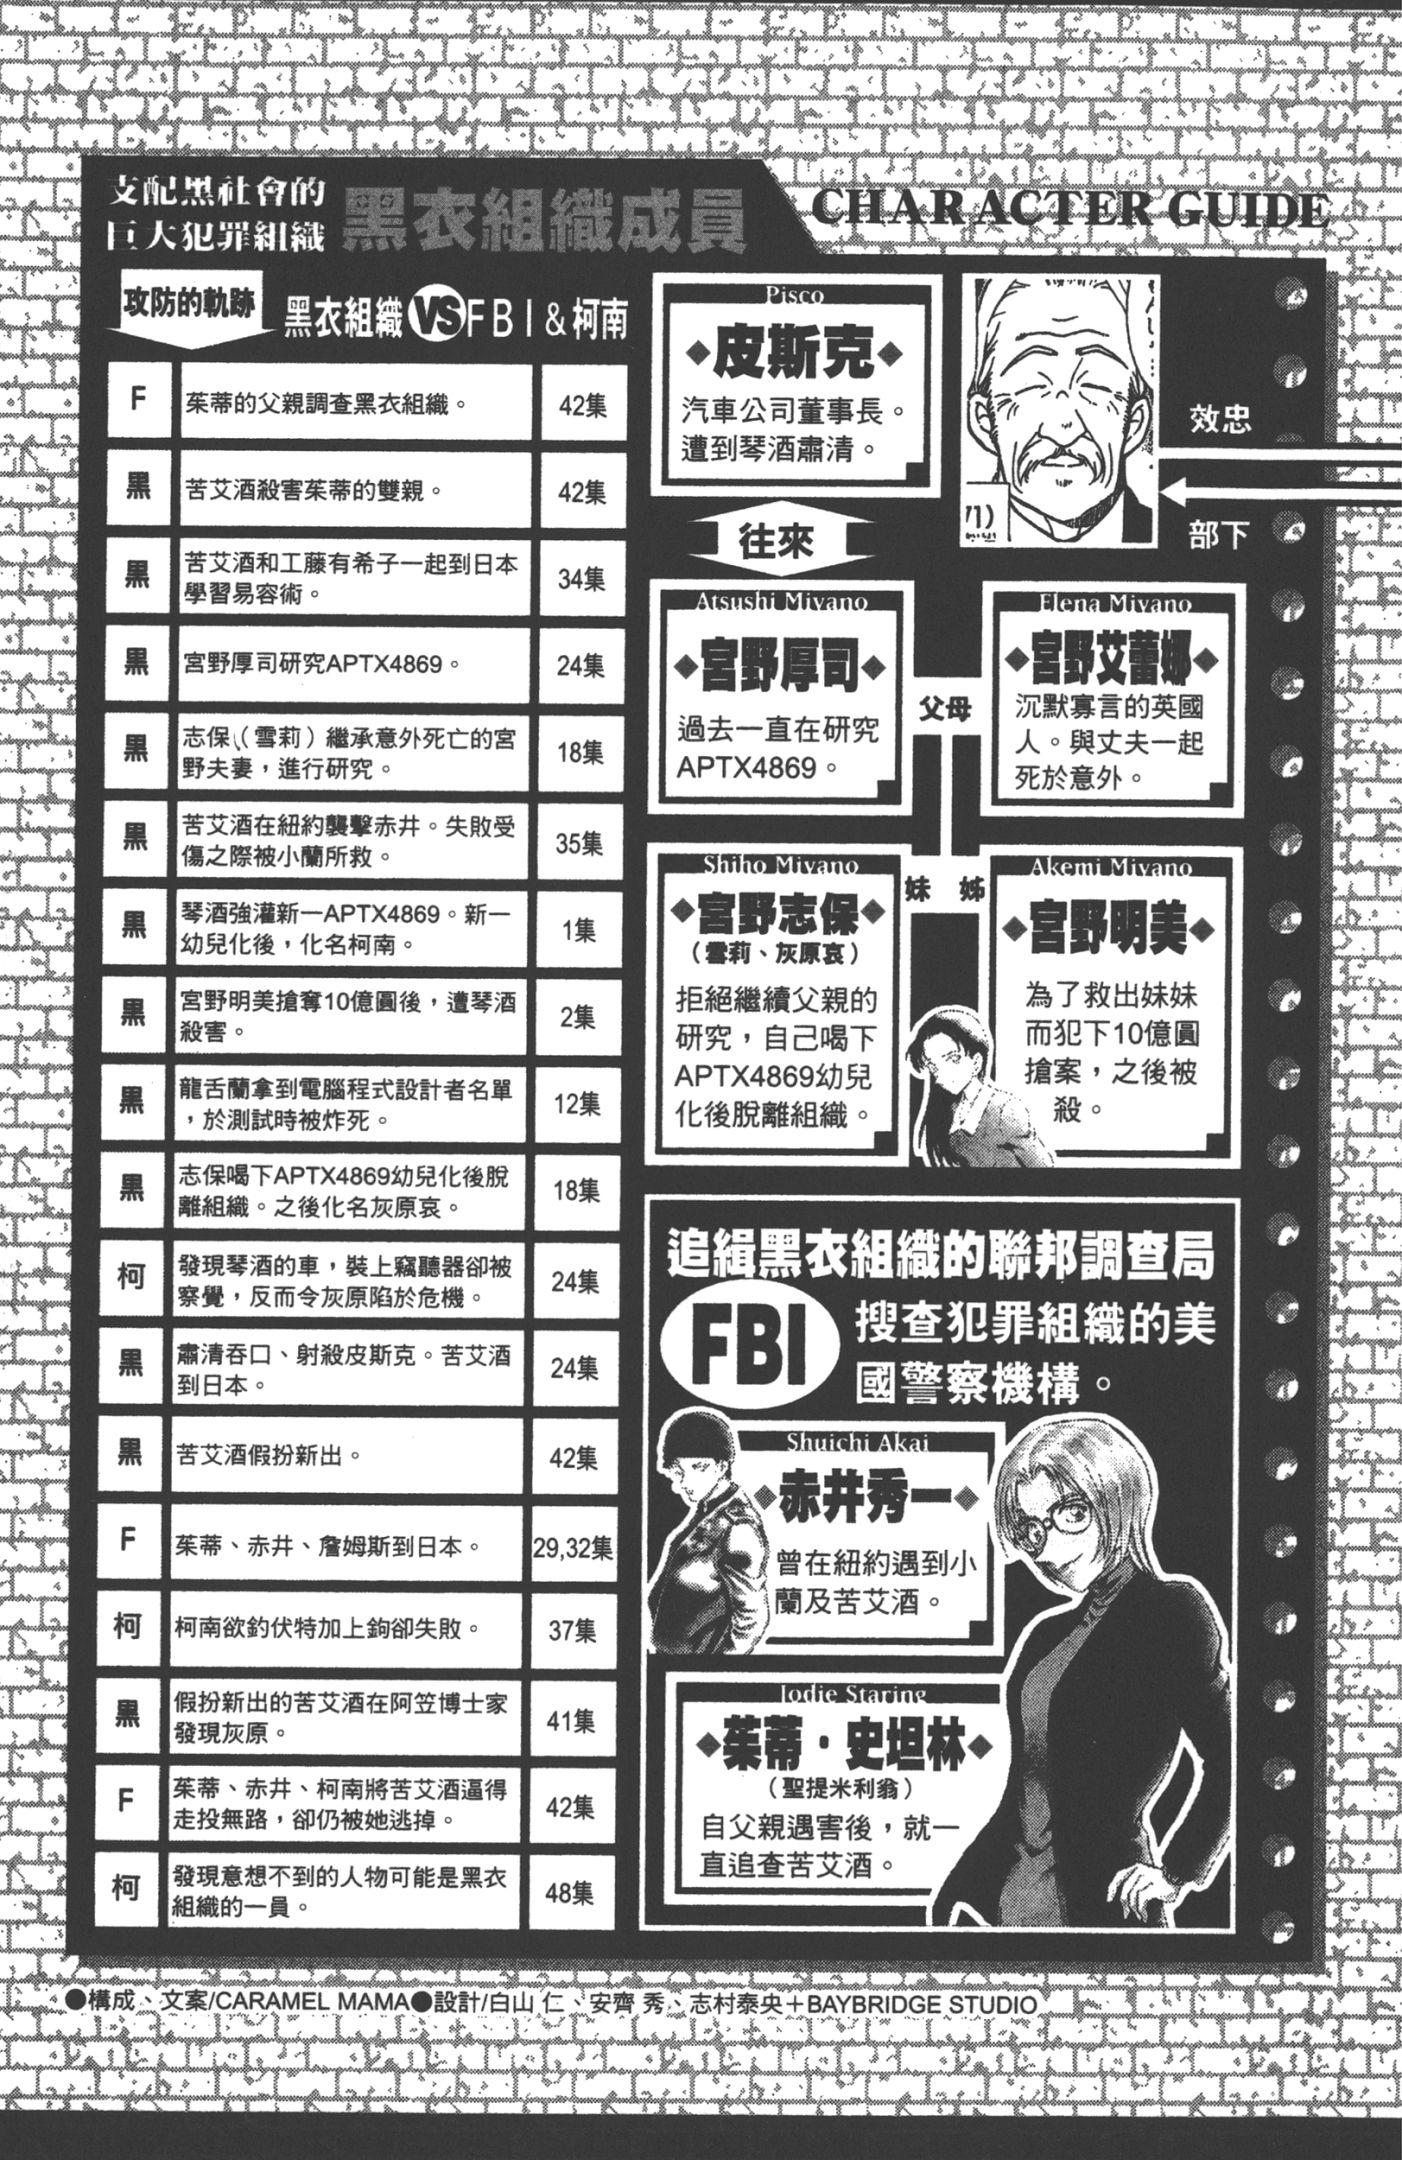 支配黑社會的
巨大犯罪組織
黑衣組織成員
CHARACTER GUIDE
攻防的軌跡
黑衣組織VSFBI&柯南
F 茱蒂的父親調查黑衣組織。 42集
黑 苦艾酒殺害茱蒂的雙親。 42集
黑 苦艾酒和工藤有希子一起到日本
學習易容術。 34集
黑 宮野厚司研究APTX4869。 24集
黑 志保（雪莉）繼承意外死亡的宮
野夫妻，進行研究。 18集
黑 苦艾酒在紐約襲擊赤井。失敗受
傷之際被小蘭所救。 35集
黑 琴酒強灌新一APTX4869。新一
幼兒化後，化名柯南。 1集
黑 宮野明美搶奪10億圓後，遭琴酒
殺害。 2集
黑 龍舌蘭拿到電腦程式設計者名單
，於測試時被炸死。 12集
黑 志保喝下APTX4869幼兒化後脫
離組織。之後化名灰原哀。 18集
柯 發現琴酒的車，裝上竊聽器卻被
察覺，反而令灰原陷於危機。 24集
黑 肅清吞口、射殺皮斯克。苦艾酒
到日本。 24集
黑 苦艾酒假扮新出。 42集
F 茱蒂、赤井、詹姆斯到日本。 29,32集
柯 柯南欲釣伏特加上鉤卻失敗。 37集
黑 假扮新出的苦艾酒在阿笠博士家
發現灰原。 41集
F 茱蒂、赤井、柯南將苦艾酒逼得
走投無路，卻仍被她逃掉。 42集
柯 發現意想不到的人物可能是黑衣
組織的一員。 48集
Pisco
◆皮斯克◆
汽車公司董事長。
遭到琴酒肅清。
效忠
部下
往來
Atsushi Miyano
◆宮野厚司◆
過去一直在研究
APTX4869。
父母
Elena Miyano
◆宮野艾蕾娜◆
沉默寡言的英國
人。與丈夫一起
死於意外。
Shiho Miyano
◆宮野志保◆
（雪莉、灰原哀）
拒絕繼續父親的
研究，自己喝下
APTX4869幼兒
化後脫離組織。
妹 姊
Akemi Miyano
◆宮野明美◆
為了救出妹妹
而犯下10億圓
搶案，之後被
殺。
追緝黑衣組織的聯邦調查局
FBI
搜查犯罪組織的美
國警察機構。
Shuichi Akai
◆赤井秀一◆
曾在紐約遇到小
蘭及苦艾酒。
Jodie Staring
◆茱蒂・史坦林◆
（聖提米利翁）
自父親遇害後，就一
直追查苦艾酒。
●構成、文案/CARAMEL MAMA●設計/白山 仁、安齊 秀、志村泰央＋BAYBRIDGE STUDIO